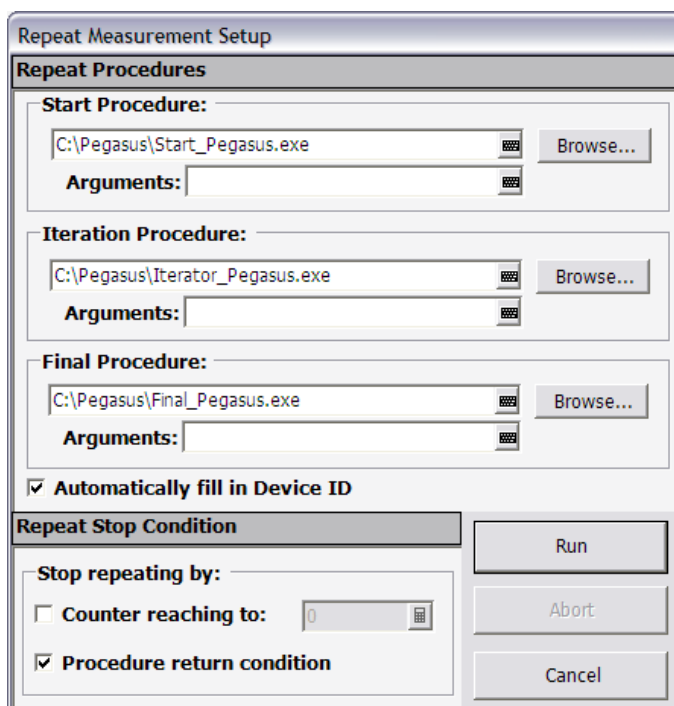 Repeat Measurement Setup
Repeat Procedures
Start Procedure:
C:\Pegasus\Start_Pegasus.exe
Browse...
Arguments:
Iteration Procedure:
C:\Pegasus\Iterator_Pegasus.exe
Browse...
Arguments:
Final Procedure:
C:\Pegasus\Final_Pegasus.exe
Browse...
Arguments:
Automatically fill in Device ID
Repeat Stop Condition
Run
Stop repeating by:
Counter reaching to: 0
Abort
Procedure return condition
Cancel